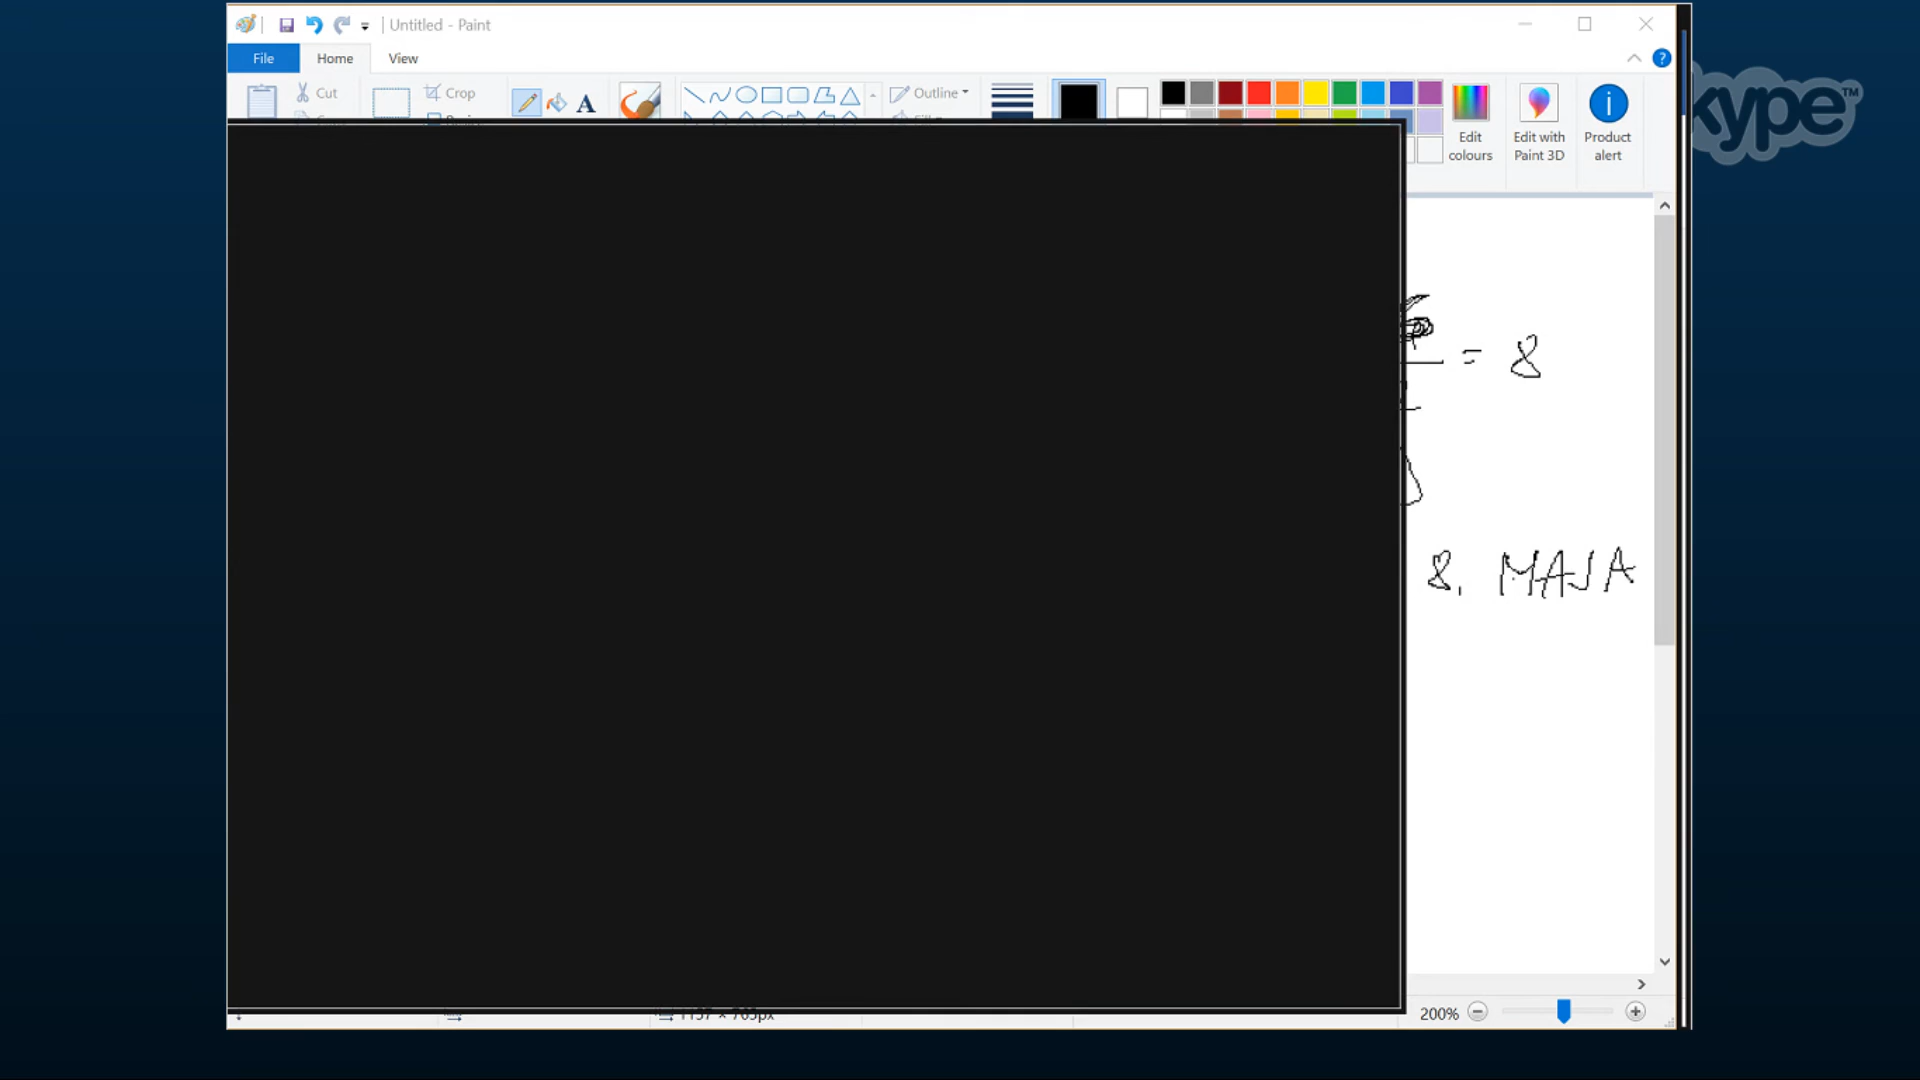 Untitled - Paint
File Home View
Cut
Crop
A
Outline
Edit colours
Edit with Paint 3D
Product alert
kype™
= 8
8. MAJA
200%